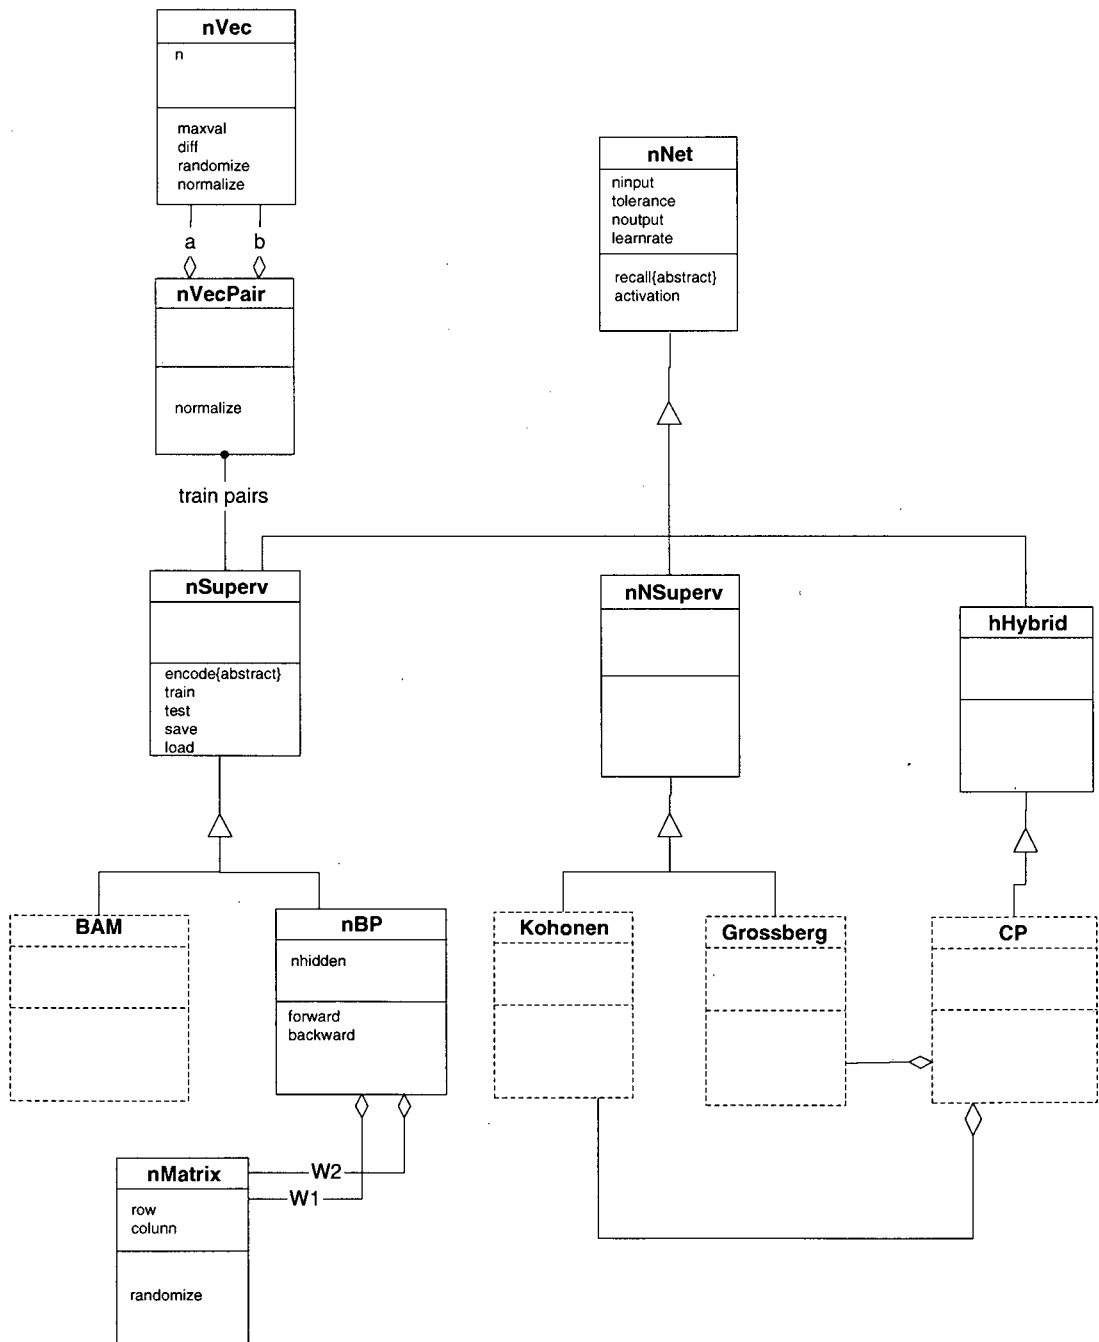 nVec
n
maxval
diff
randomize
normalize
a b
nVecPair
normalize
train pairs
nNet
ninput
tolerance
noutput
learnrate
recall{abstract}
activation
nSuperv
encode{abstract}
train
test
save
load
nNSuperv
hHybrid
BAM
nBP
nhidden
forward
backward
Kohonen
Grossberg
CP
W2
W1
nMatrix
row
colunn
randomize